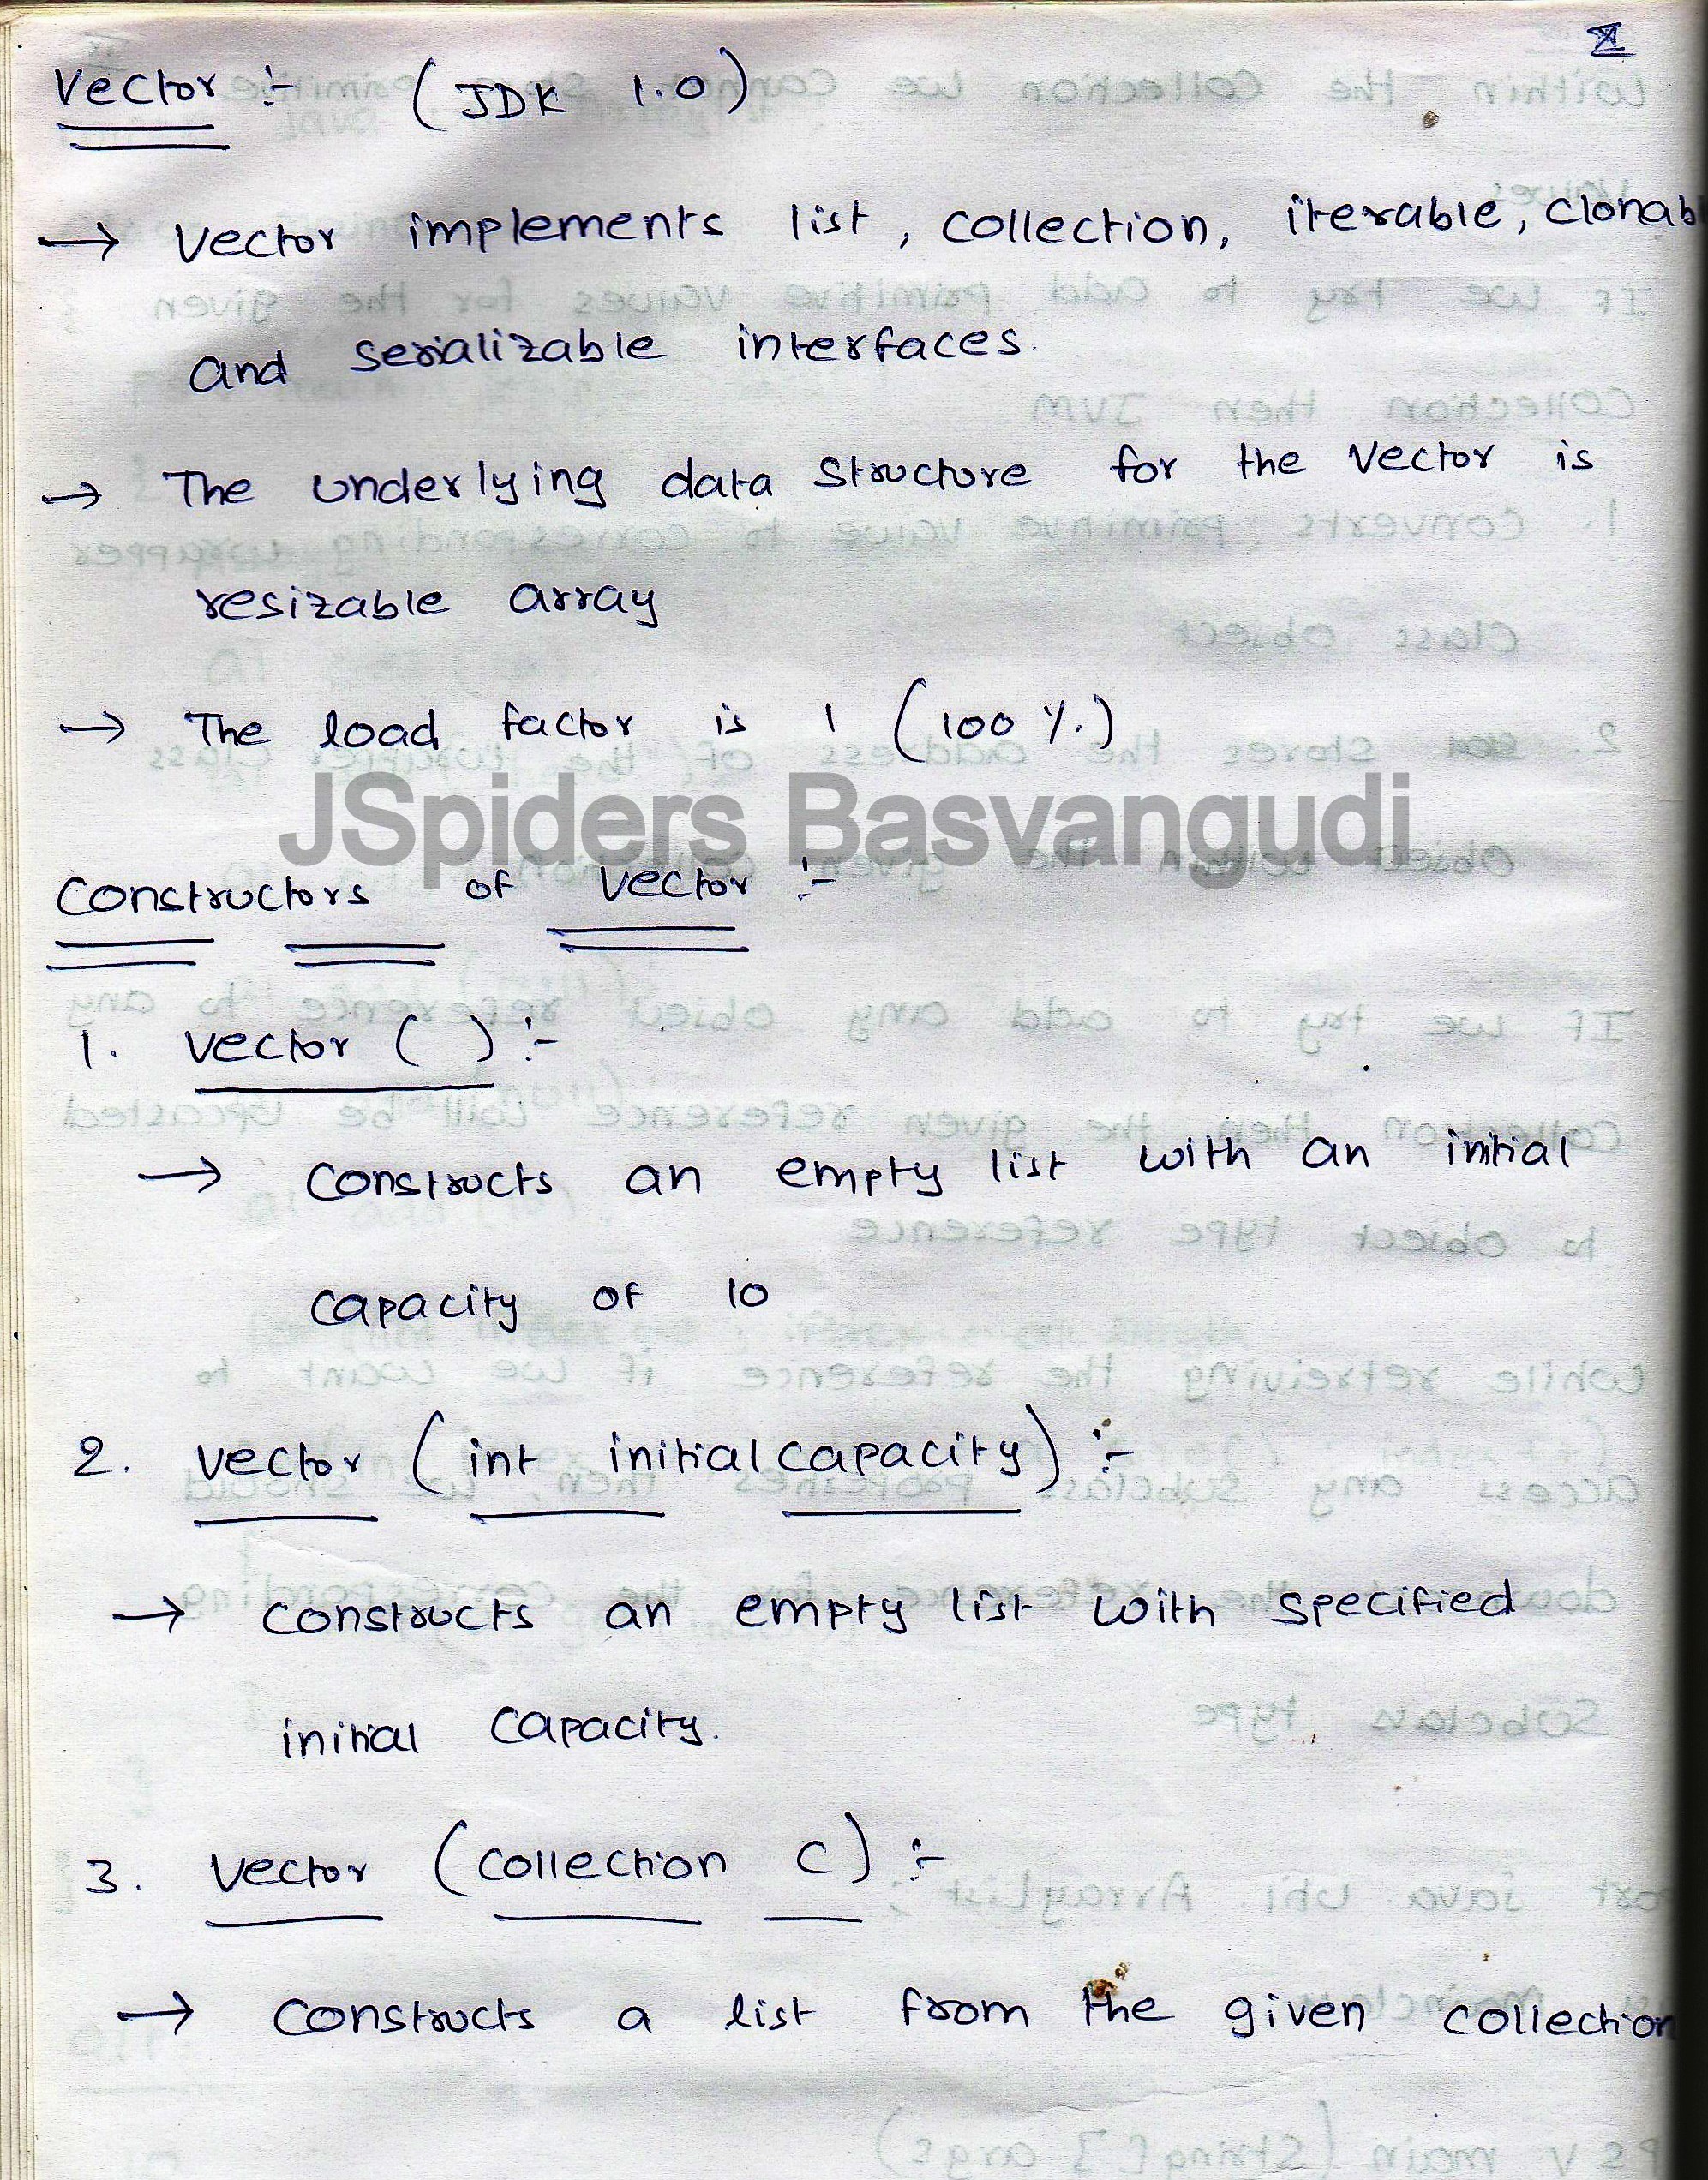 Vector :- (JDK 1.0)
→ Vector implements list, collection, iterable, clonab
and serializable interfaces.
→ The underlying data structure for the vector is
resizable array
→ The load factor is 1 (100 %)
JSpiders Basvangudi
Constructors of Vector :-
1. Vector ( ) :-
→ constructs an empty list with an initial
capacity of 10
2. Vector (int initial capacity) :-
→ constructs an empty list with specified
initial capacity.
3. Vector (collection c) :-
→ constructs a list from the given collection